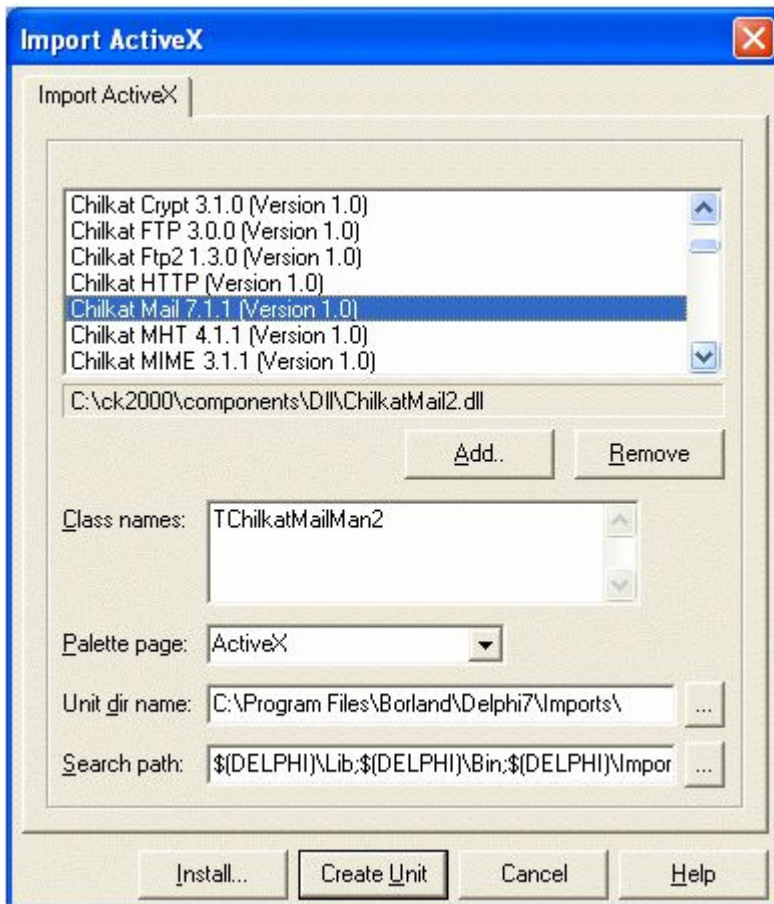 Import ActiveX
Import ActiveX
Chilkat Crypt 3.1.0 (Version 1.0)
Chilkat FTP 3.0.0 (Version 1.0)
Chilkat Ftp2 1.3.0 (Version 1.0)
Chilkat HTTP (Version 1.0)
Chilkat Mail 7.1.1 (Version 1.0)
Chilkat MHT 4.1.1 (Version 1.0)
Chilkat MIME 3.1.1 (Version 1.0)
C:\ck2000\components\Dll\ChilkatMail2.dll
Add.. Remove
Class names: TChilkatMailMan2
Palette page: ActiveX
Unit dir name: C:\Program Files\Borland\Delphi7\Imports\ ...
Search path: $(DELPHI)\Lib;$(DELPHI)\Bin;$(DELPHI)\Impor ...
Install... Create Unit Cancel Help